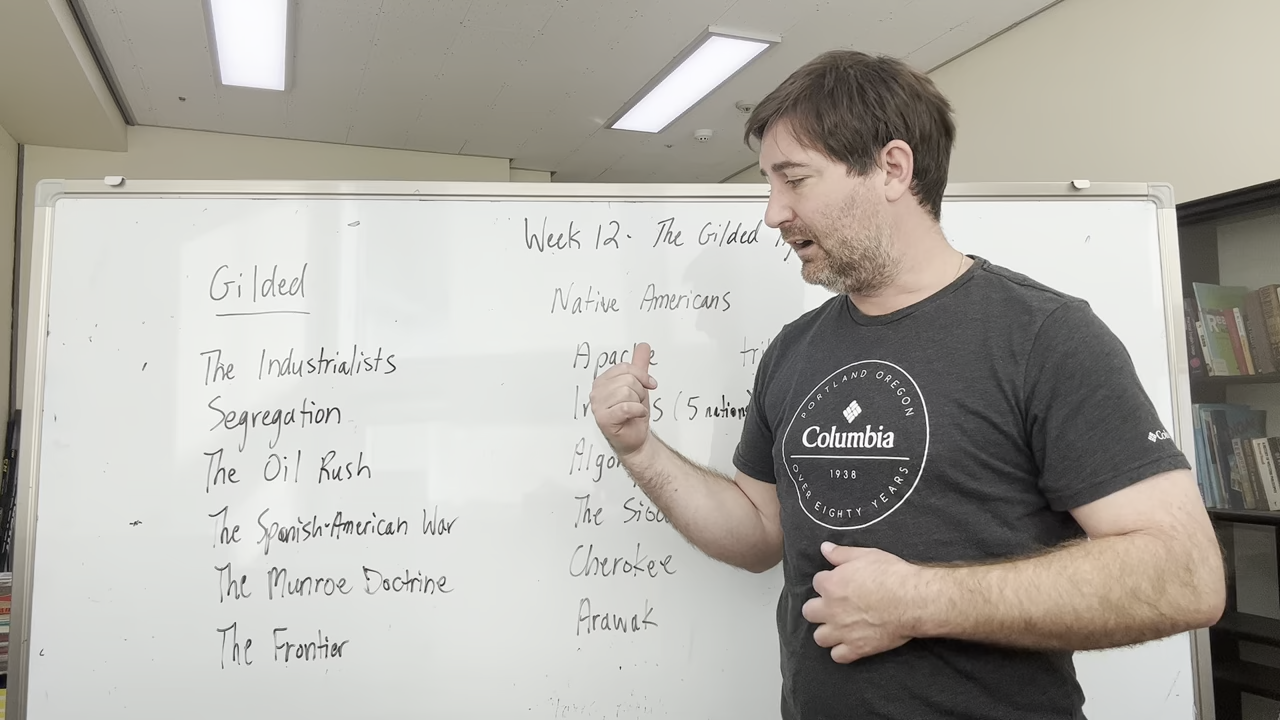 Week 12- The Gilded
Gilded
The Industrialists
Segregation
The Oil Rush
The Spanish-American War
The Munroe Doctrine
The Frontier
Native Americans
Apache
(5 nations)
The
Cherokee
Arawak
PORTLAND OREGON
Columbia
1938
OVER EIGHTY YEARS